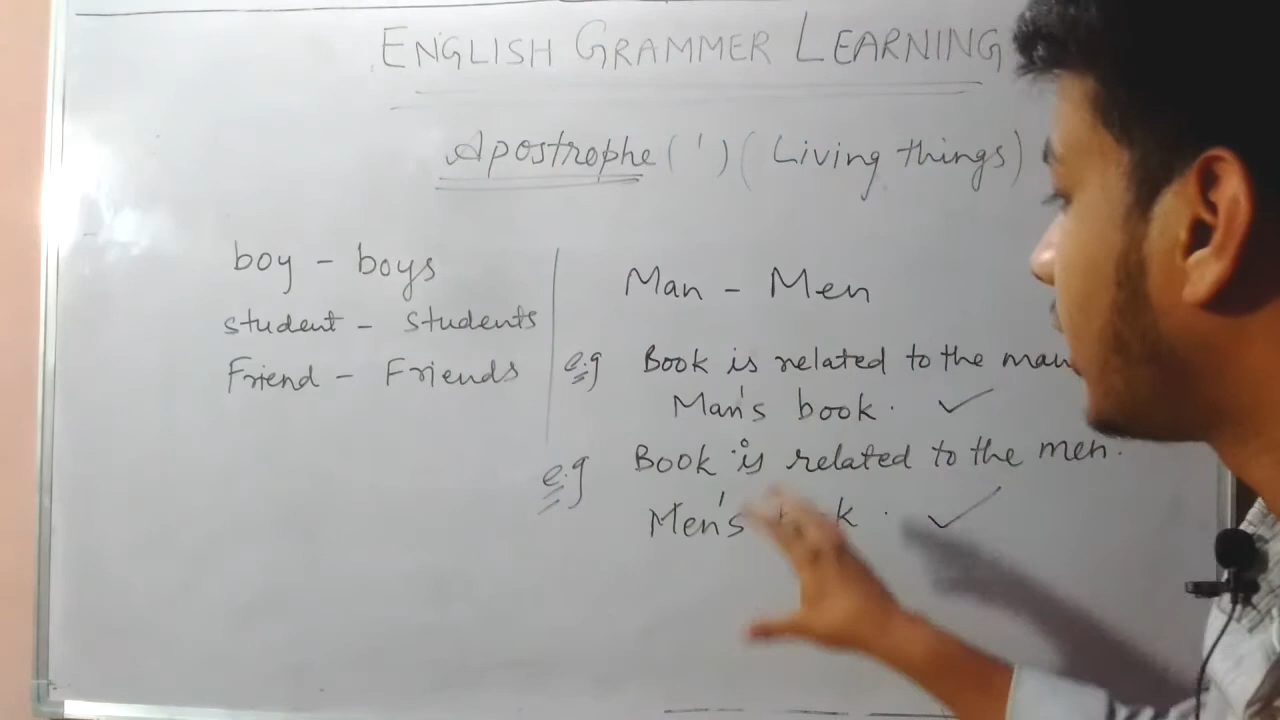 ENGLISH GRAMMER LEARNING
Apostrophe (') (Living things)
boy - boys
student - students
Friend - Friends
Man - Men
e.g Book is related to the man
Man's book. ✓
e.g Book is related to the men.
Men's ✓